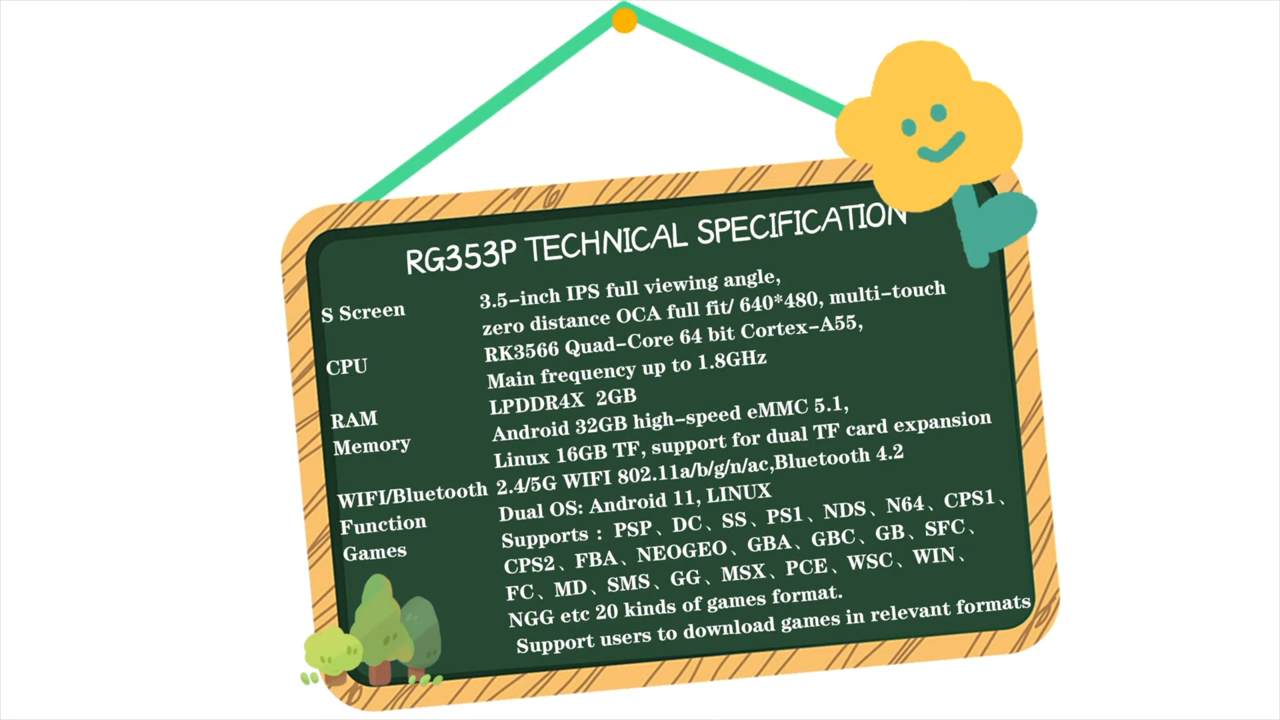 RG353P TECHNICAL SPECIFICATION
S Screen 3.5-inch IPS full viewing angle,
zero distance OCA full fit/ 640*480, multi-touch
CPU RK3566 Quad-Core 64 bit Cortex-A55,
Main frequency up to 1.8GHz
RAM LPDDR4X 2GB
Memory Android 32GB high-speed eMMC 5.1,
Linux 16GB TF, support for dual TF card expansion
WIFI/Bluetooth 2.4/5G WIFI 802.11a/b/g/n/ac,Bluetooth 4.2
Function Dual OS: Android 11, LINUX
Games Supports : PSP、DC、SS、PS1、NDS、N64、CPS1、
CPS2、FBA、NEOGEO、GBA、GBC、GB、SFC、
FC、MD、SMS、GG、MSX、PCE、WSC、WIN、
NGG etc 20 kinds of games format.
Support users to download games in relevant formats